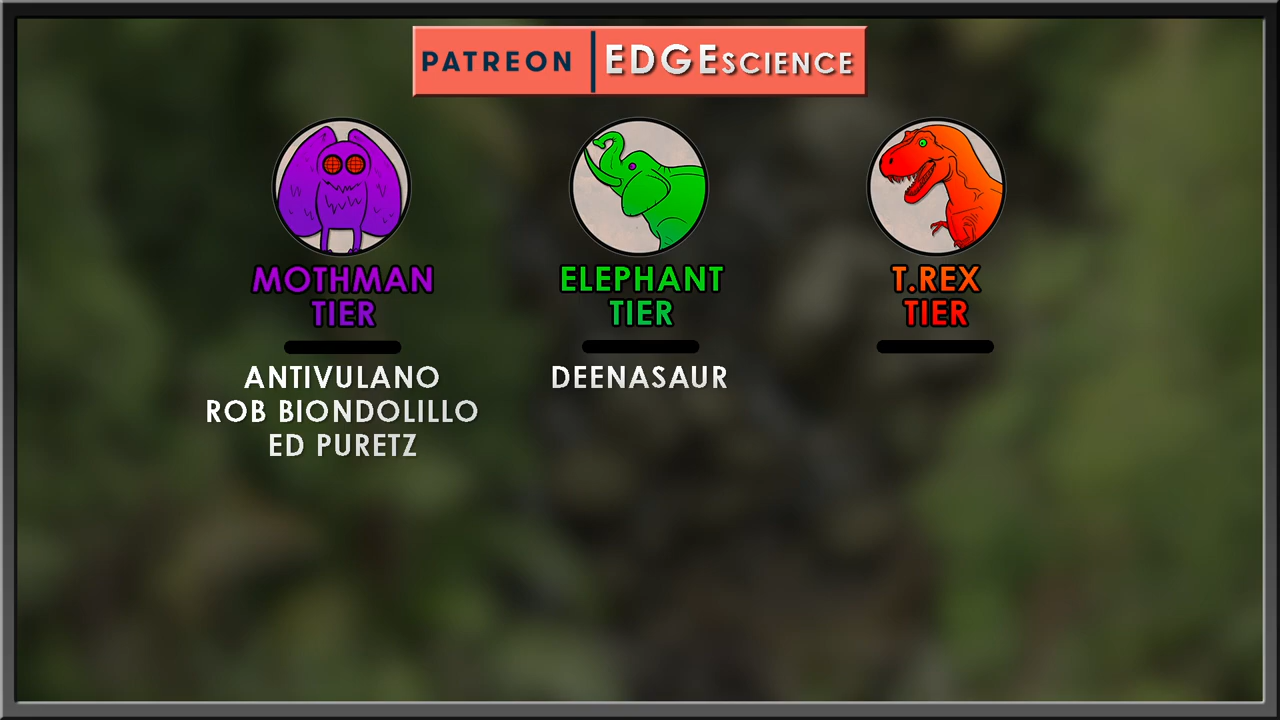 PATREON EDGESCIENCE
MOTHMAN
TIER
ANTIVULANO
ROB BIONDOLILLO
ED PURETZ
ELEPHANT
TIER
DEENASAUR
T.REX
TIER